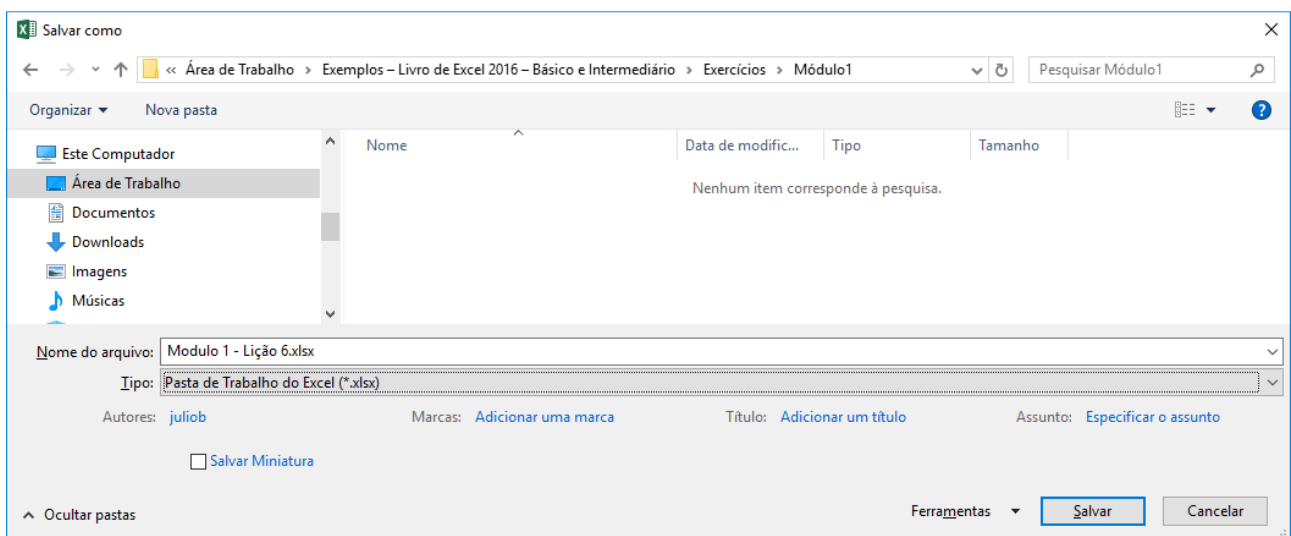 Salvar como
« Área de Trabalho > Exemplos – Livro de Excel 2016 – Básico e Intermediário > Exercícios > Módulo1
Pesquisar Módulo1
Organizar
Nova pasta
Este Computador
Área de Trabalho
Documentos
Downloads
Imagens
Músicas
Nome
Data de modific...
Tipo
Tamanho
Nenhum item corresponde à pesquisa.
Nome do arquivo: Modulo 1 - Lição 6.xlsx
Tipo: Pasta de Trabalho do Excel (*.xlsx)
Autores: juliob
Marcas: Adicionar uma marca
Título: Adicionar um título
Assunto: Especificar o assunto
Salvar Miniatura
Ocultar pastas
Ferramentas
Salvar
Cancelar